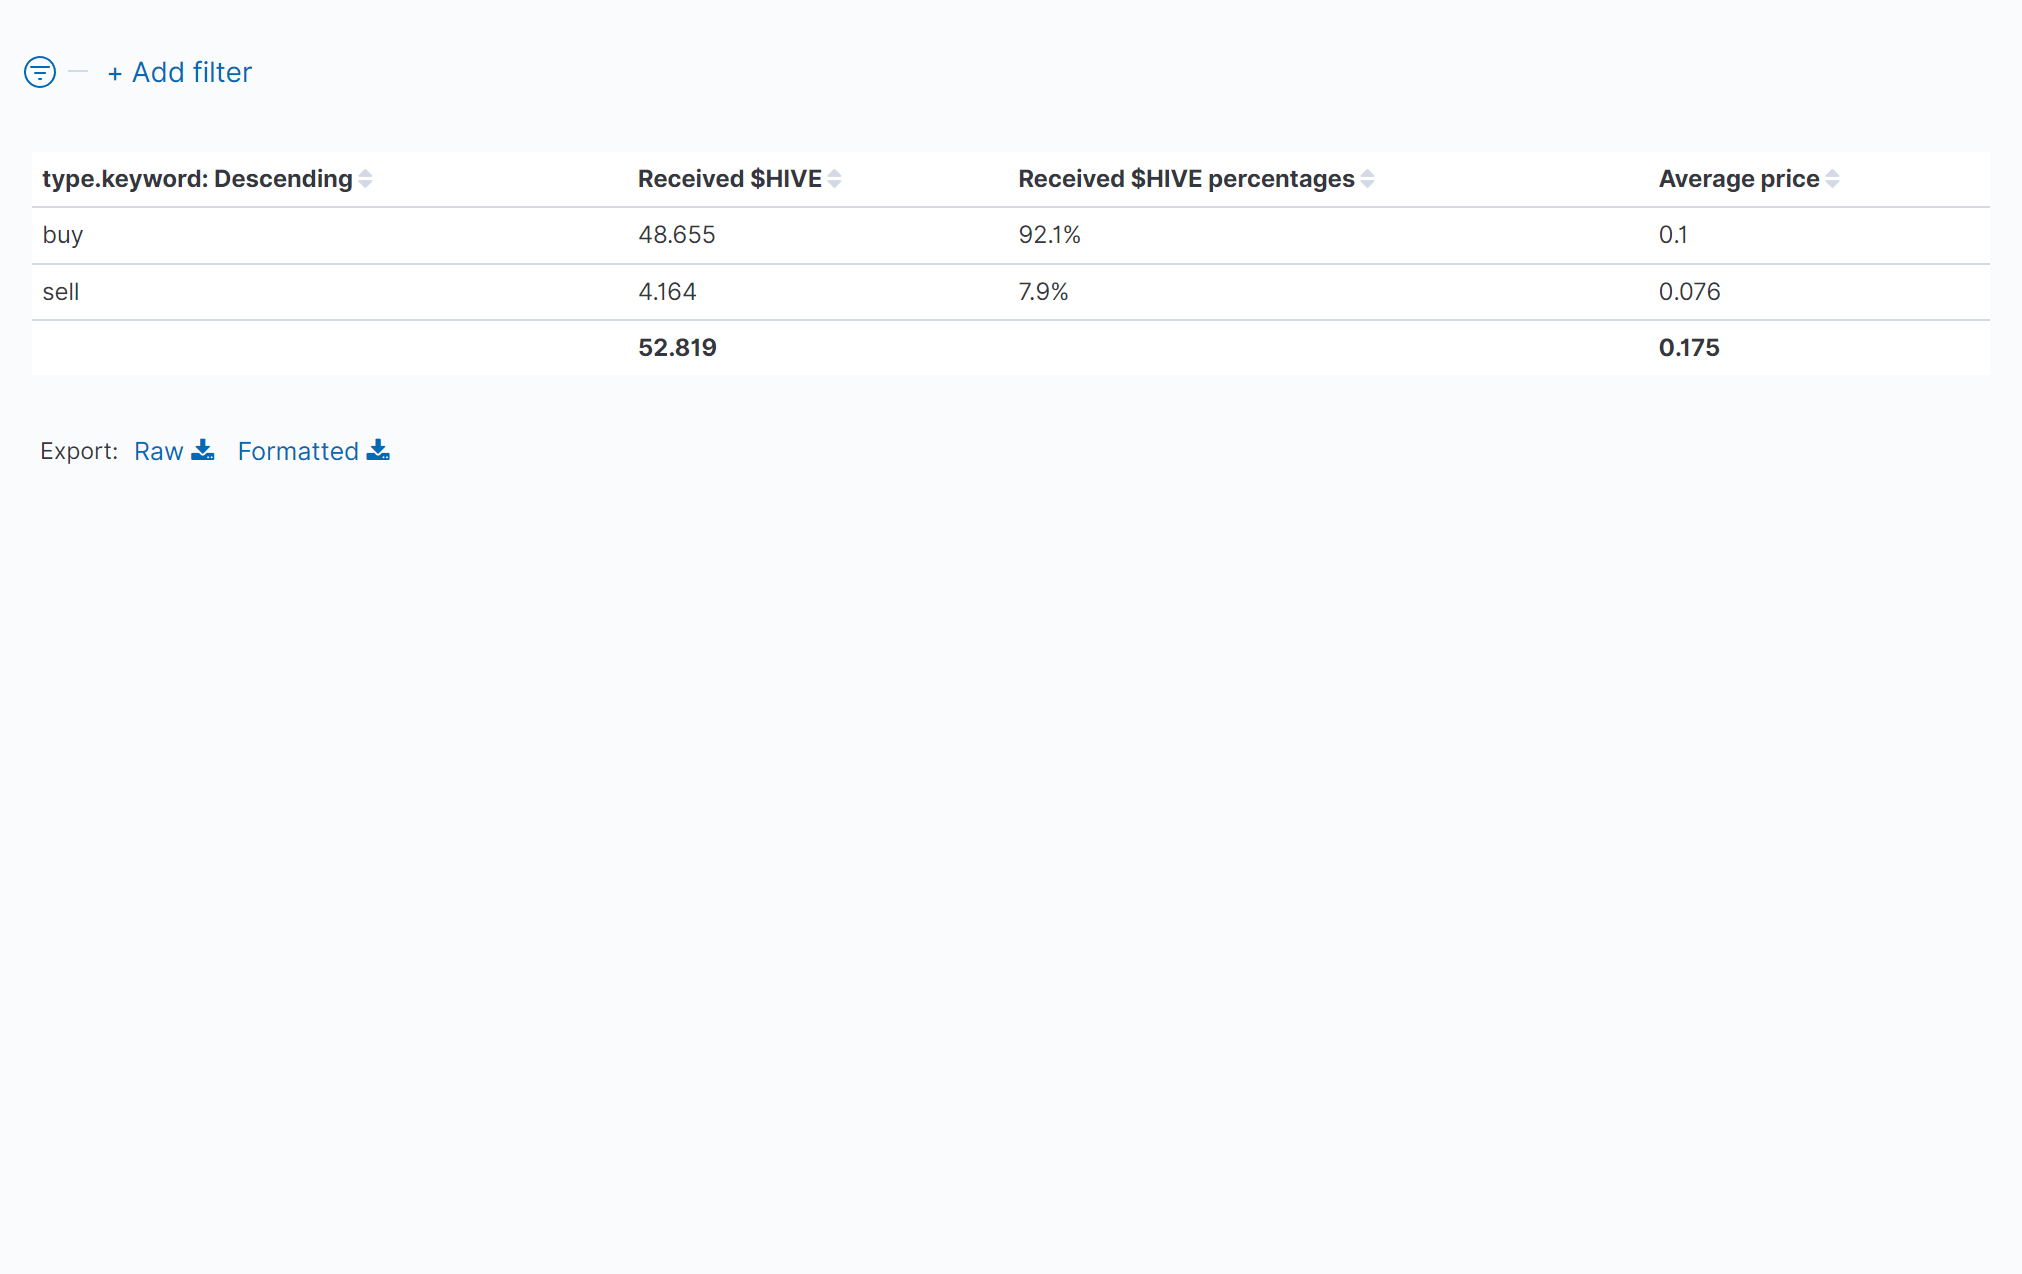 + Add filter
type.keyword: Descending Received $HIVE Received $HIVE percentages Average price
buy 48.655 92.1% 0.1
sell 4.164 7.9% 0.076
52.819 0.175
Export: Raw Formatted